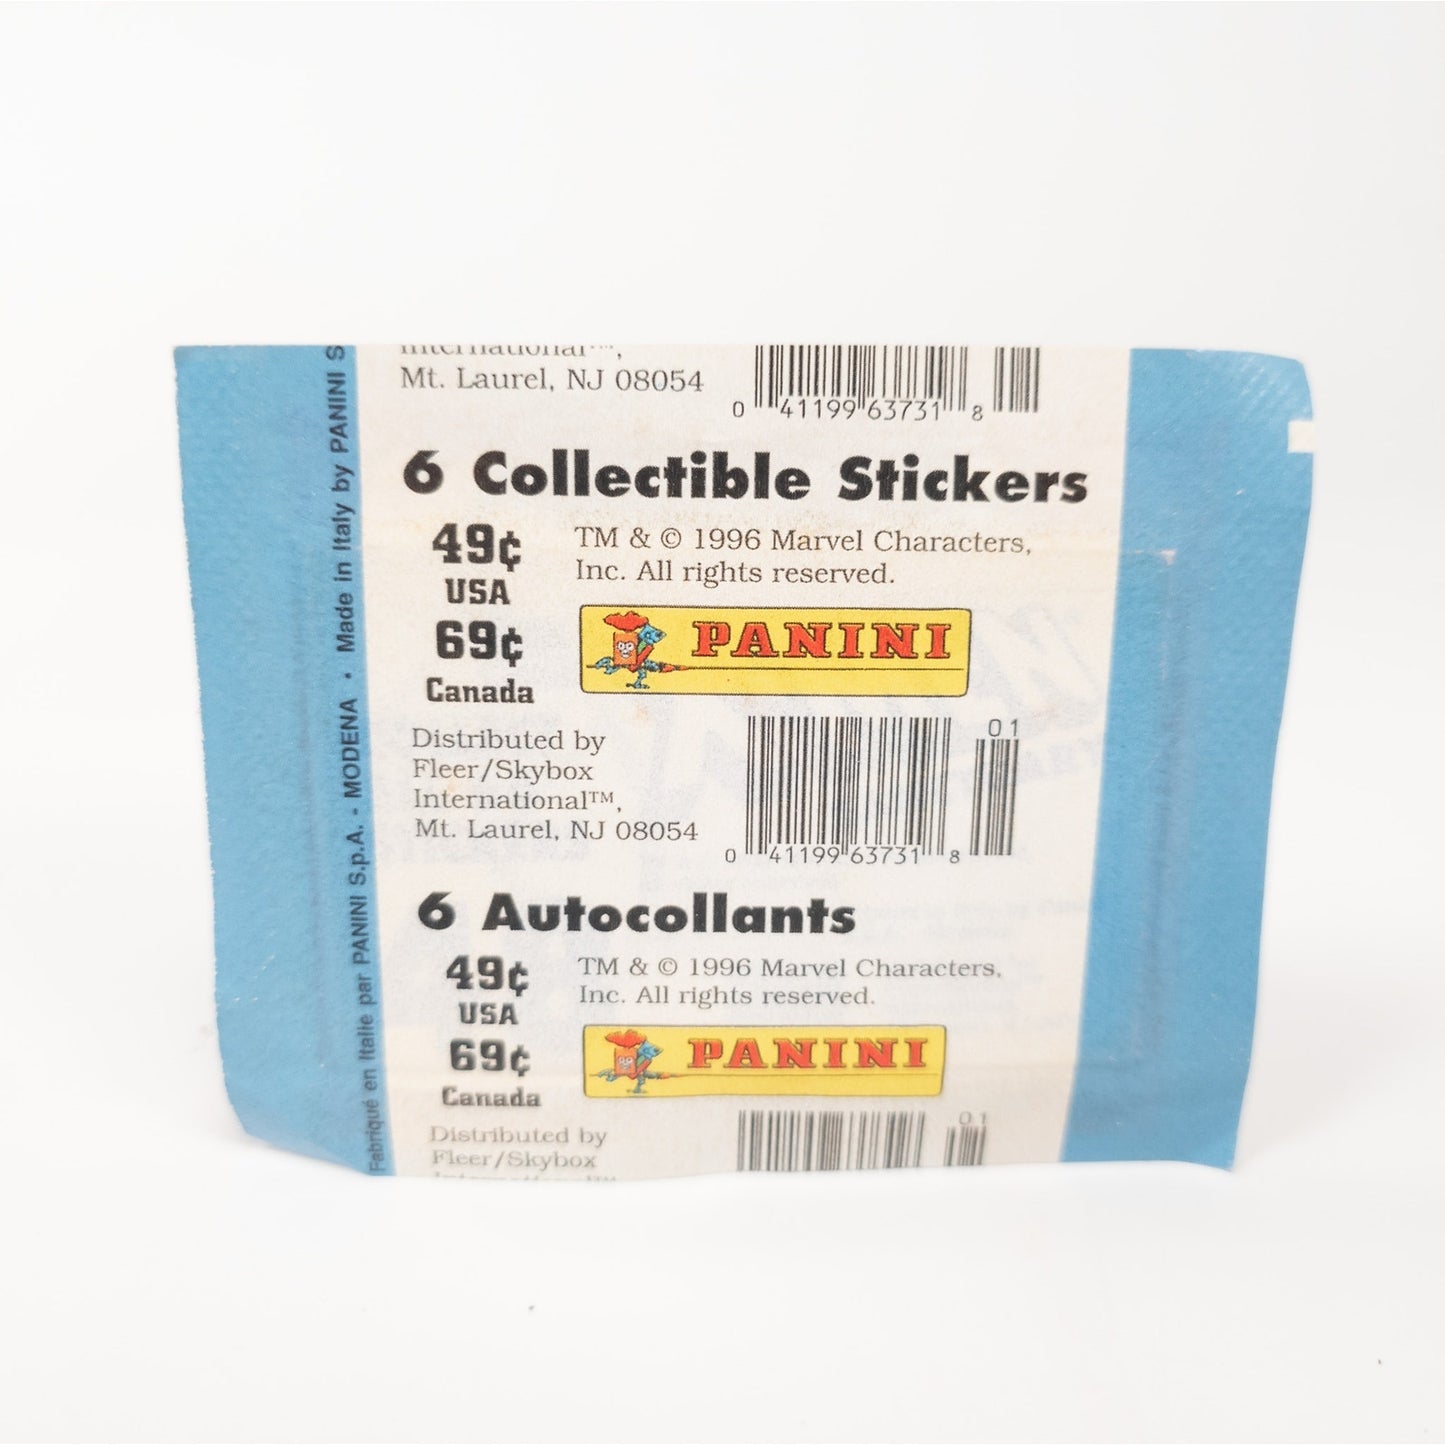 International™,
Mt. Laurel, NJ 08054
0 41199 63731 8
6 Collectible Stickers
49¢
USA
69¢
Canada
TM & © 1996 Marvel Characters,
Inc. All rights reserved.
PANINI
Distributed by
Fleer/Skybox
International™,
Mt. Laurel, NJ 08054
01
0 41199 63731 8
6 Autocollants
49¢
USA
69¢
Canada
TM & © 1996 Marvel Characters,
Inc. All rights reserved.
PANINI
Distributed by
Fleer/Skybox
01
Fabriqué en Italie par PANINI S.p.A. - MODENA • Made in Italy by PANINI S